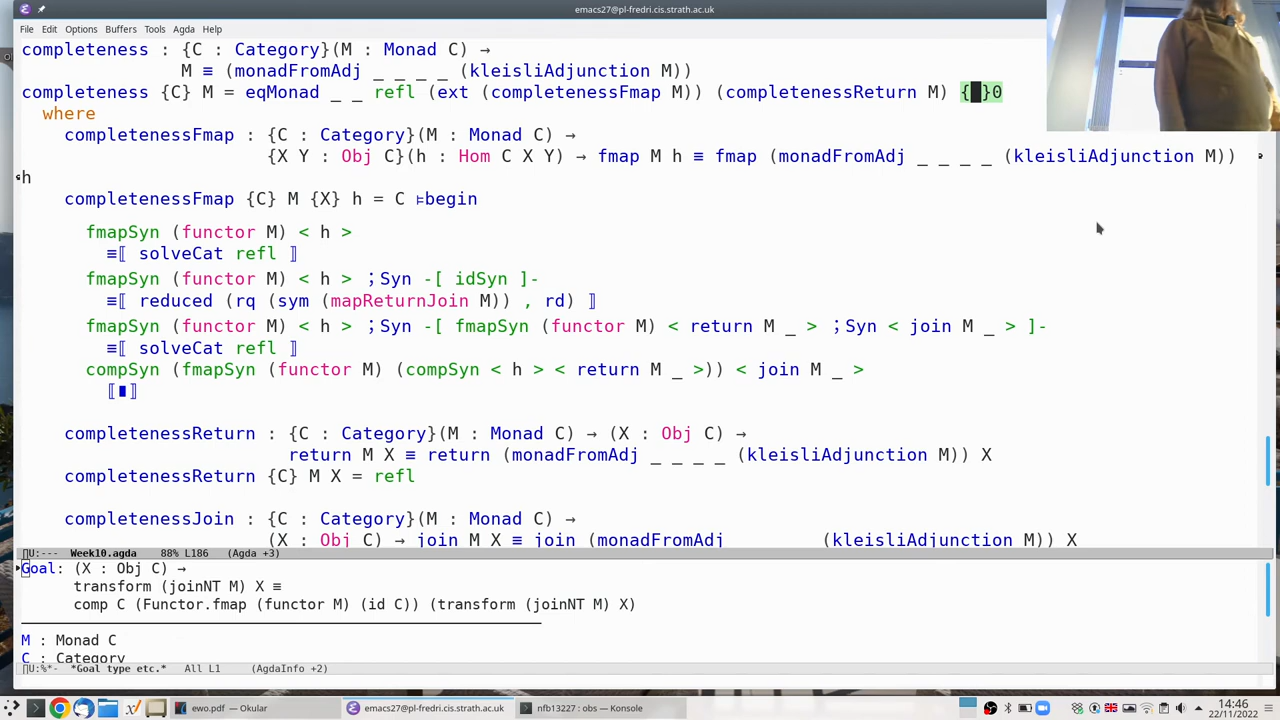 emacs27@pl-fredri.cis.strath.ac.uk
File Edit Options Buffers Tools Agda Help
completeness : {C : Category}(M : Monad C) →
M ≡ (monadFromAdj _ _ _ _ (kleisliAdjunction M))
completeness {C} M = eqMonad _ _ refl (ext (completenessFmap M)) (completenessReturn M) { }0
where
completenessFmap : {C : Category}(M : Monad C) →
{X Y : Obj C}(h : Hom C X Y) → fmap M h ≡ fmap (monadFromAdj _ _ _ _ (kleisliAdjunction M))
h
completenessFmap {C} M {X} h = C ⊧begin
fmapSyn (functor M) < h >
≡⟦ solveCat refl ⟧
fmapSyn (functor M) < h > ;Syn -[ idSyn ]-
≡⟦ reduced (rq (sym (mapReturnJoin M)) , rd) ⟧
fmapSyn (functor M) < h > ;Syn -[ fmapSyn (functor M) < return M _ > ;Syn < join M _ > ]-
≡⟦ solveCat refl ⟧
compSyn (fmapSyn (functor M) (compSyn < h > < return M _ >)) < join M _ >
⟦∎⟧
completenessReturn : {C : Category}(M : Monad C) → (X : Obj C) →
return M X ≡ return (monadFromAdj _ _ _ _ (kleisliAdjunction M)) X
completenessReturn {C} M X = refl
completenessJoin : {C : Category}(M : Monad C) →
(X : Obj C) → join M X ≡ join (monadFromAdj (kleisliAdjunction M)) X
U:--- Week10.agda 88% L186 (Agda +3)
Goal: (X : Obj C) →
transform (joinNT M) X ≡
comp C (Functor.fmap (functor M) (id C)) (transform (joinNT M) X)
M : Monad C
C : Category
U:%*- *Goal type etc.* All L1 (AgdaInfo +2)
ewo.pdf — Okular
emacs27@pl-fredri.cis.strath.ac.uk
nfb13227 : obs — Konsole
14:46
22/11/2022